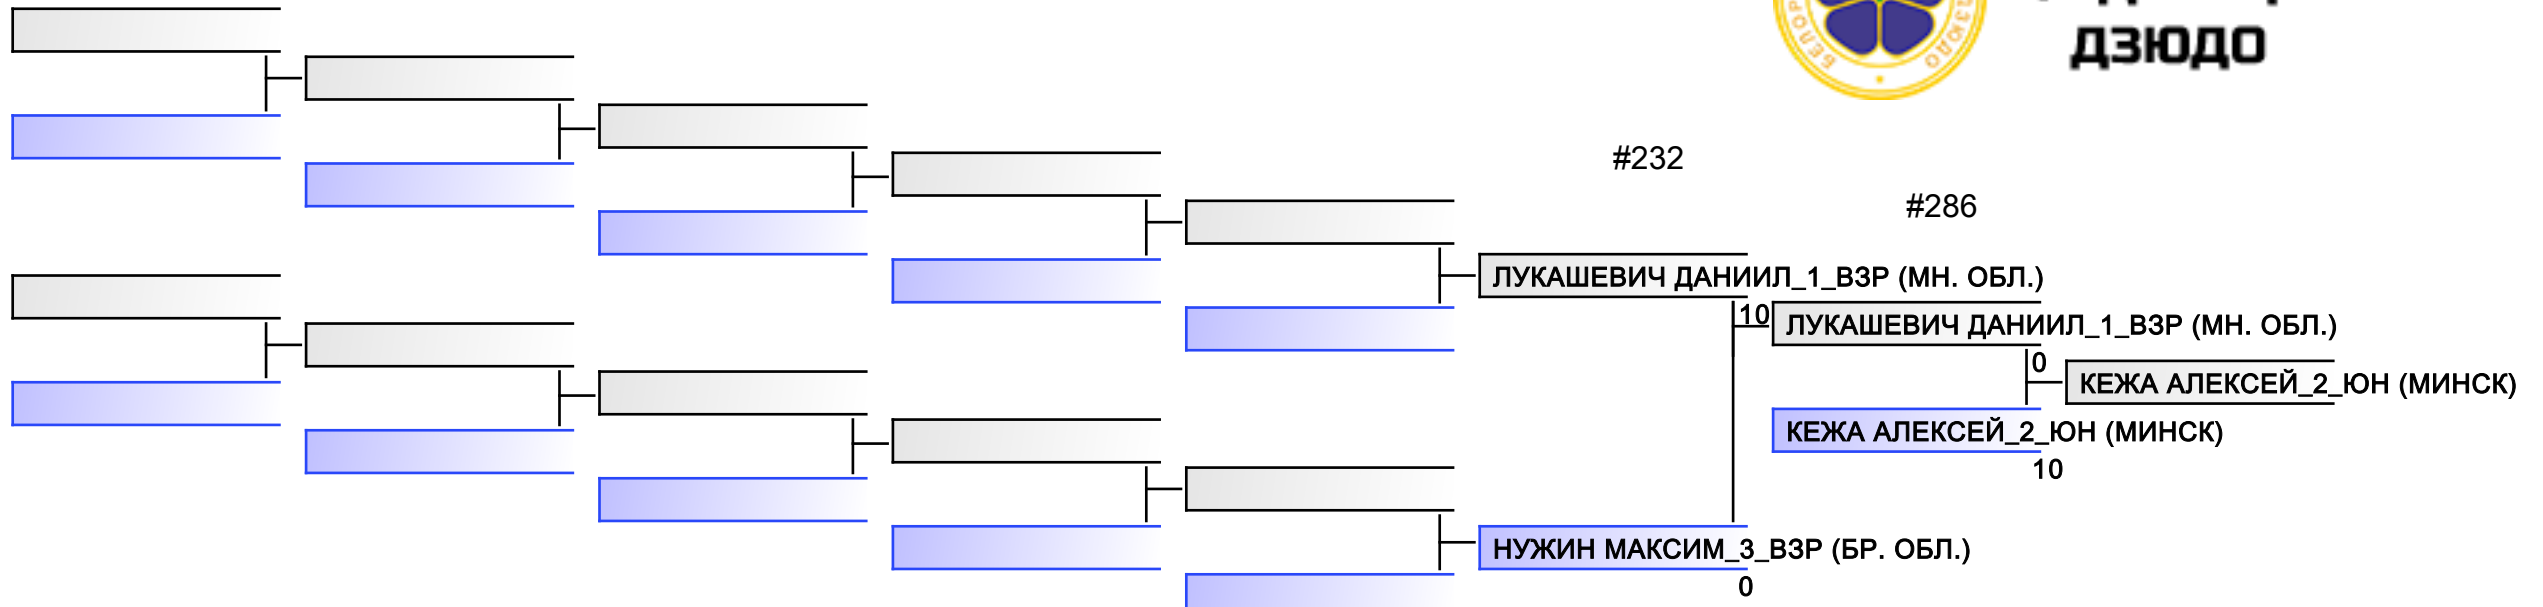 ДЗЮДО
#232
#286
ЛУКАШЕВИЧ ДАНИИЛ_1_ВЗР (МН. ОБЛ.)
10
ЛУКАШЕВИЧ ДАНИИЛ_1_ВЗР (МН. ОБЛ.)
0
КЕЖА АЛЕКСЕЙ_2_ЮН (МИНСК)
КЕЖА АЛЕКСЕЙ_2_ЮН (МИНСК)
10
НУЖИН МАКСИМ_3_ВЗР (БР. ОБЛ.)
0